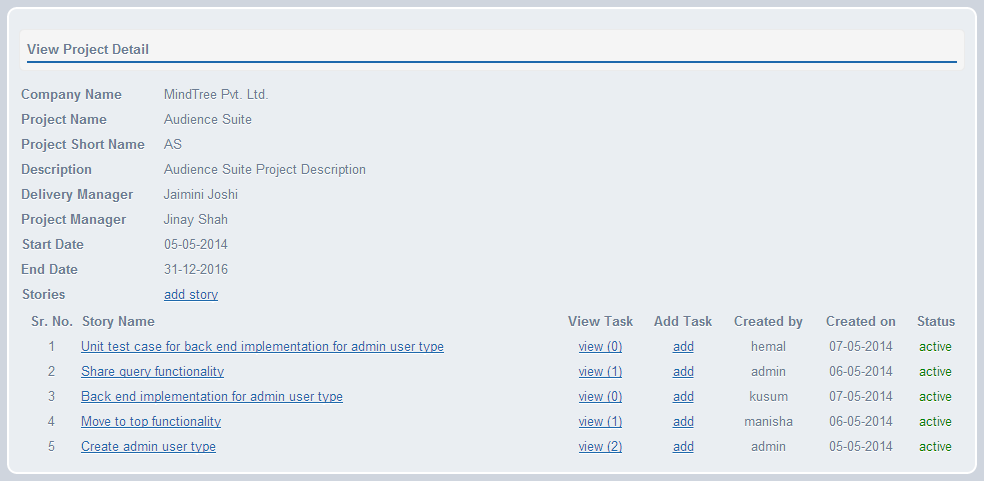 View Project Detail
Company Name MindTree Pvt. Ltd.
Project Name Audience Suite
Project Short Name AS
Description Audience Suite Project Description
Delivery Manager Jaimini Joshi
Project Manager Jinay Shah
Start Date 05-05-2014
End Date 31-12-2016
Stories add story
Sr. No. Story Name View Task Add Task Created by Created on Status
1 Unit test case for back end implementation for admin user type view (0) add hemal 07-05-2014 active
2 Share query functionality view (1) add admin 06-05-2014 active
3 Back end implementation for admin user type view (0) add kusum 07-05-2014 active
4 Move to top functionality view (1) add manisha 06-05-2014 active
5 Create admin user type view (2) add admin 05-05-2014 active